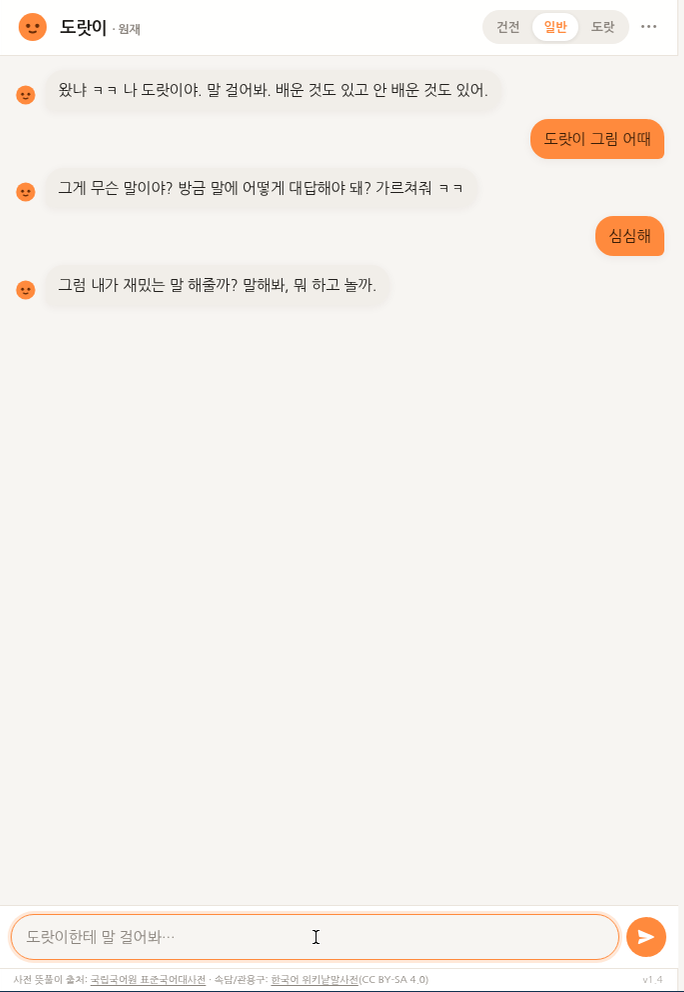 도랏이 · 원재
건전 일반 도랏 ···
왔냐 ㅋㅋ 나 도랏이야. 말 걸어봐. 배운 것도 있고 안 배운 것도 있어.
도랏이 그림 어때
그게 무슨 말이야? 방금 말에 어떻게 대답해야 돼? 가르쳐줘 ㅋㅋ
심심해
그럼 내가 재밌는 말 해줄까? 말해봐, 뭐 하고 놀까.
도랏이한테 말 걸어봐…
사전 뜻풀이 출처: 국립국어원 표준국어대사전 · 속담/관용구: 한국어 위키낱말사전(CC BY-SA 4.0)
v1.4